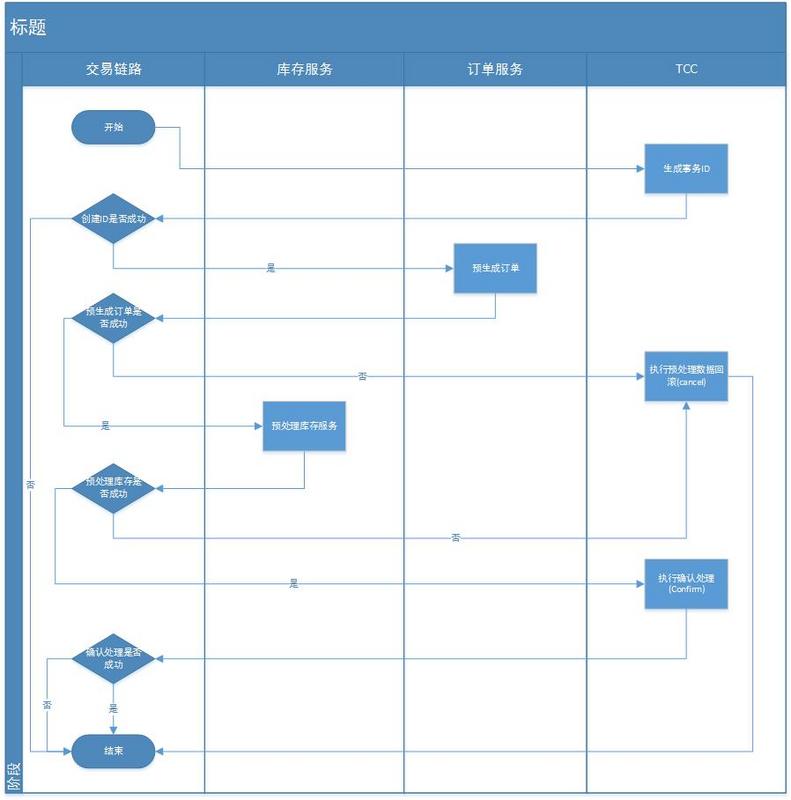 标题
交易链路
库存服务
订单服务
TCC
开始
生成事务ID
创建ID是否成功
是
预生成订单
预生成订单是
否成功
否
执行预处理数据回
滚(cancel)
是
预处理库存服务
预处理库存是
否成功
否
否
是
执行确认处理
(Confirm)
确认处理是否
成功
否
是
结束
阶段